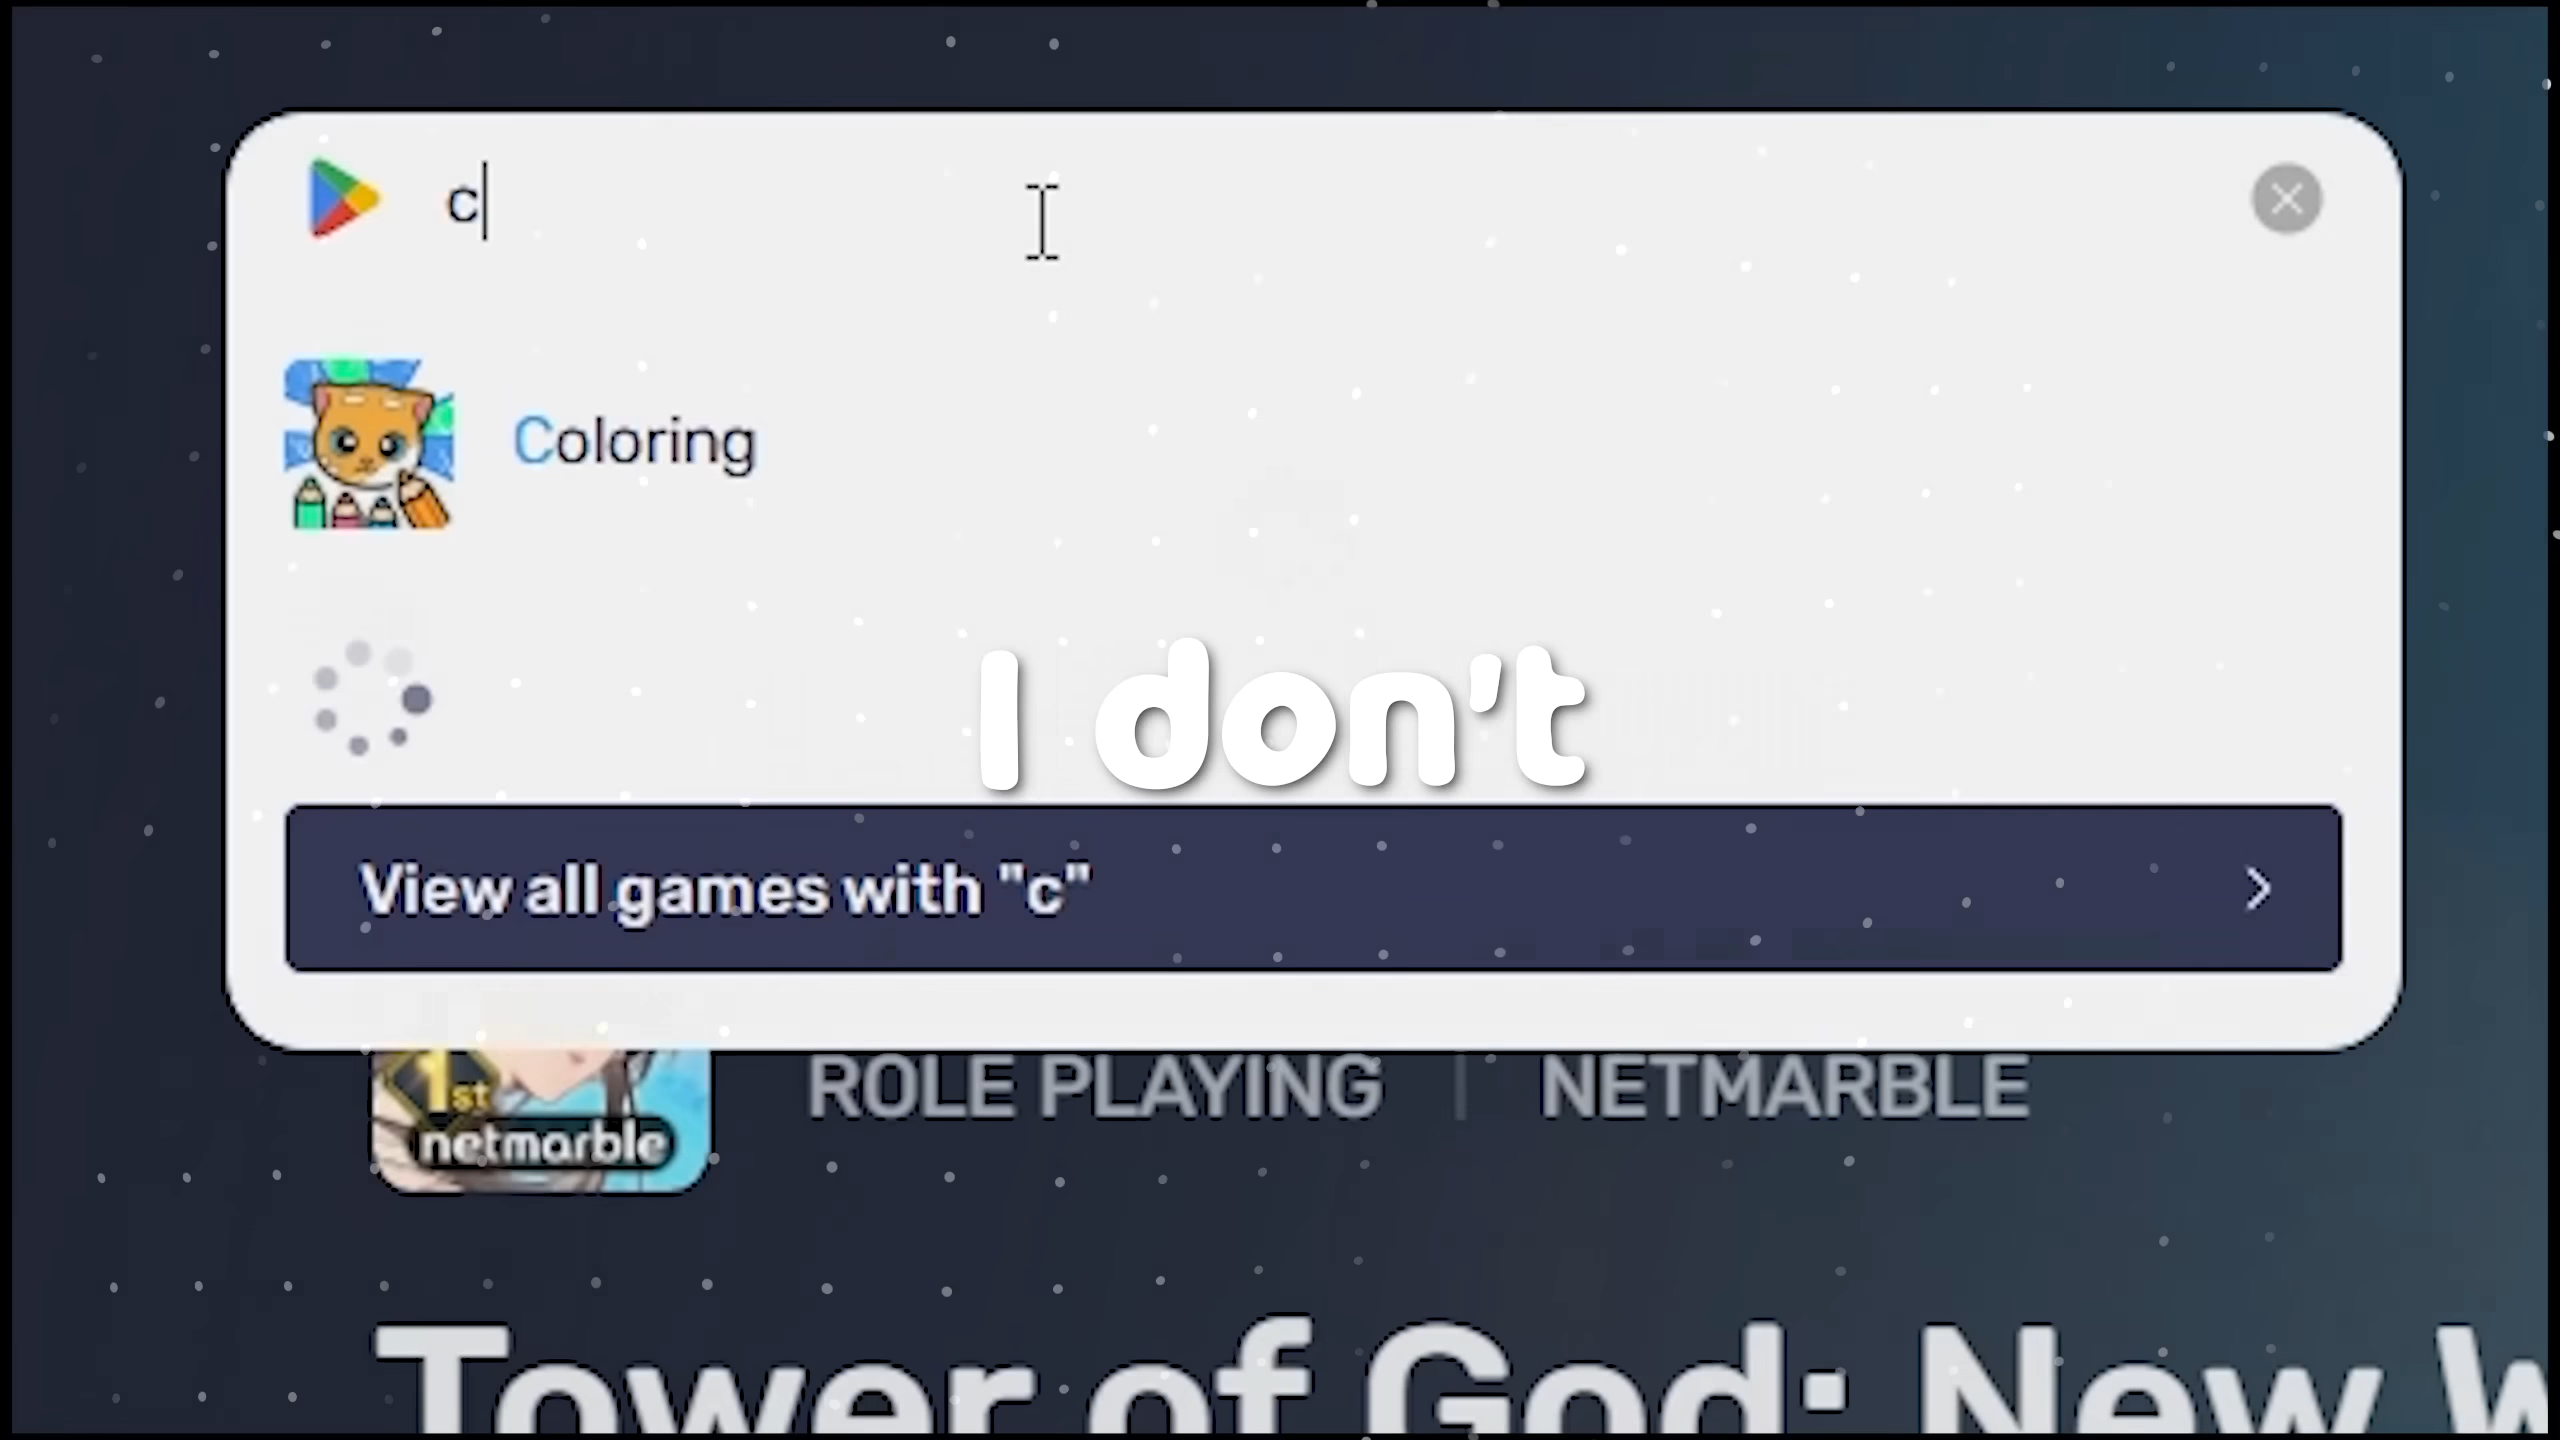 c
Coloring
I don't
View all games with "c"
1st
netmarble
ROLE PLAYING | NETMARBLE
Tower of God: New W